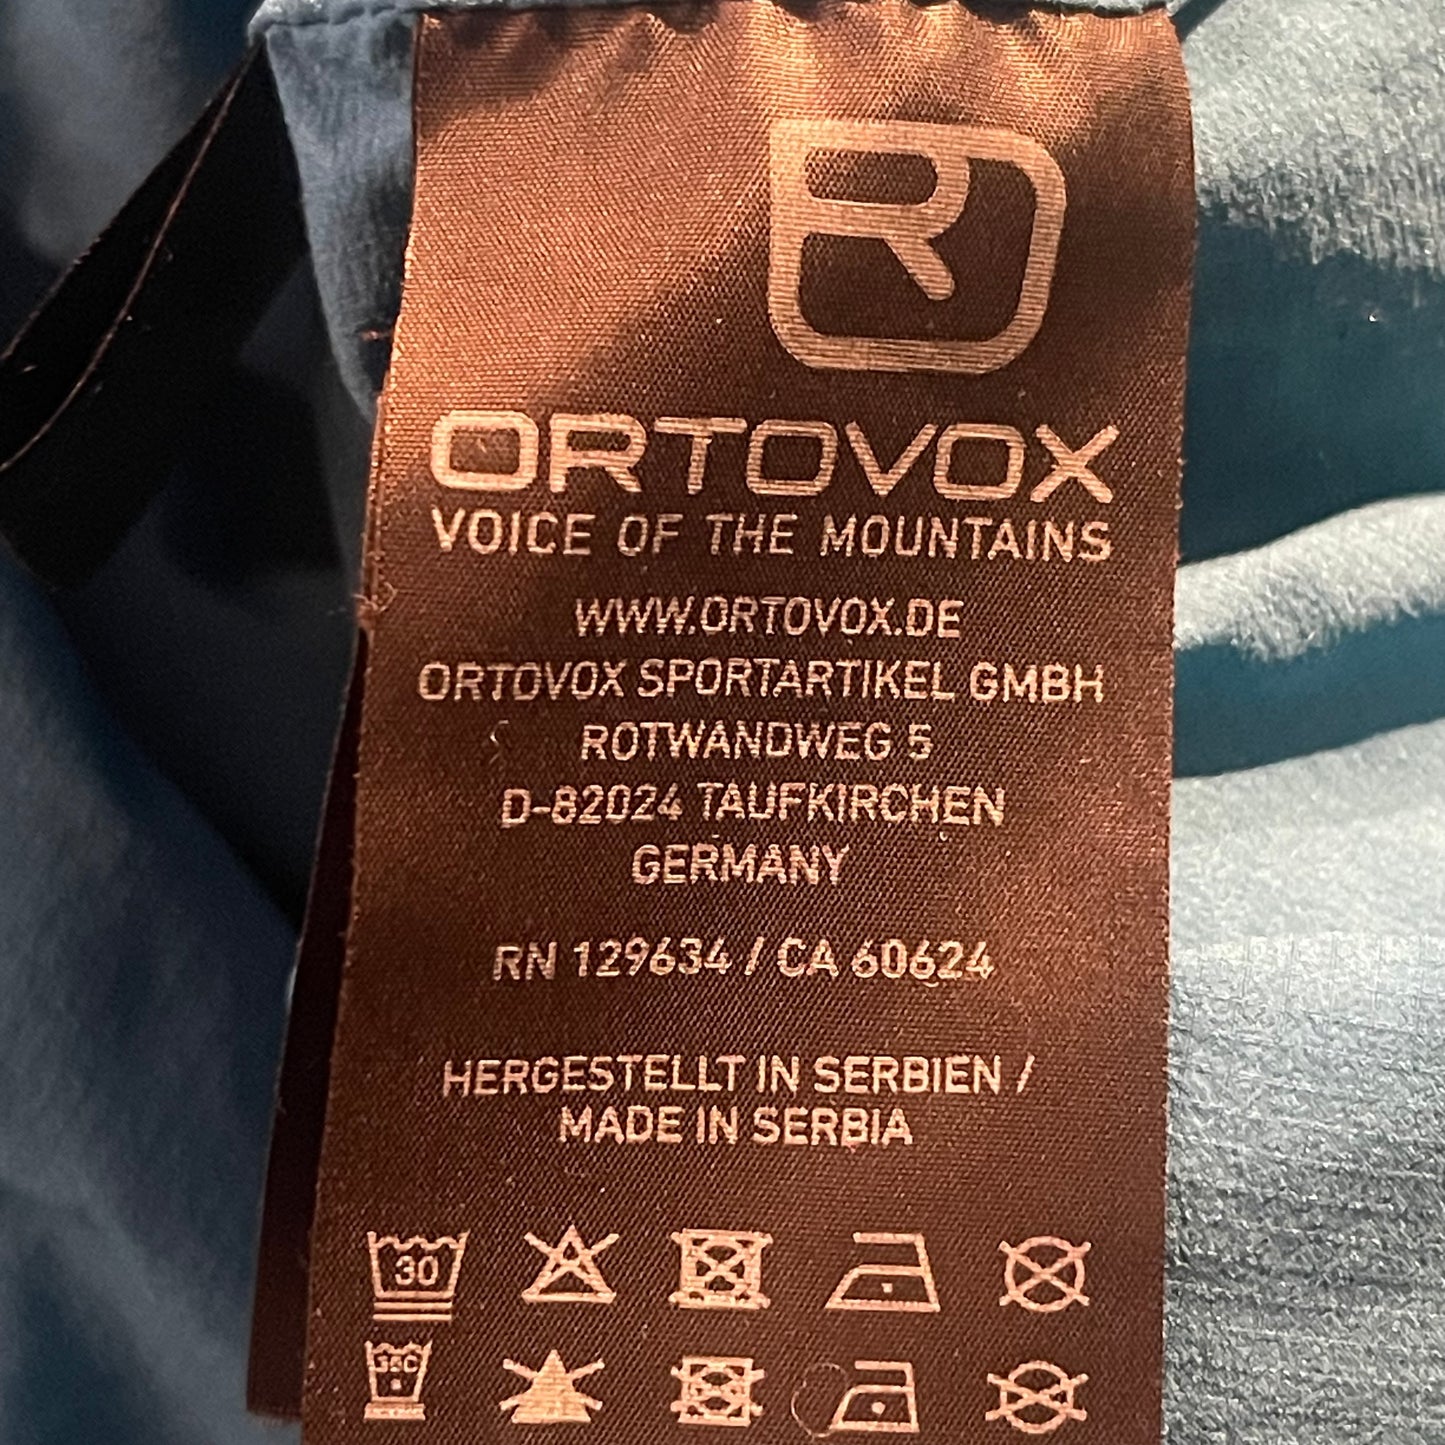 ORTOVOX
VOICE OF THE MOUNTAINS
WWW.ORTOVOX.DE
ORTOVOX SPORTARTIKEL GMBH
ROTWANDWEG 5
D-82024 TAUFKIRCHEN
GERMANY
RN 129634 / CA 60624
HERGESTELLT IN SERBIEN /
MADE IN SERBIA
30